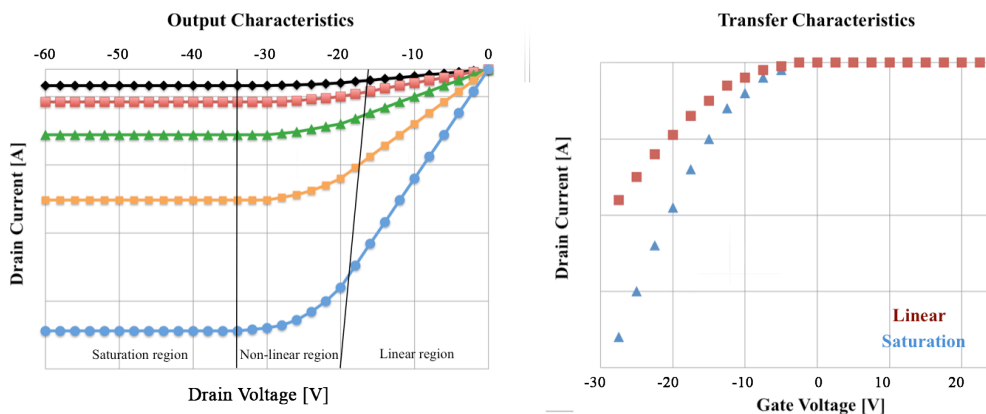 Output Characteristics
-60 -50 -40 -30 -20 -10 0
Drain Current [A]
Saturation region Non-linear region Linear region
Drain Voltage [V]
Transfer Characteristics
Drain Current [A]
Linear
Saturation
-30 -20 -10 0 10 20
Gate Voltage [V]